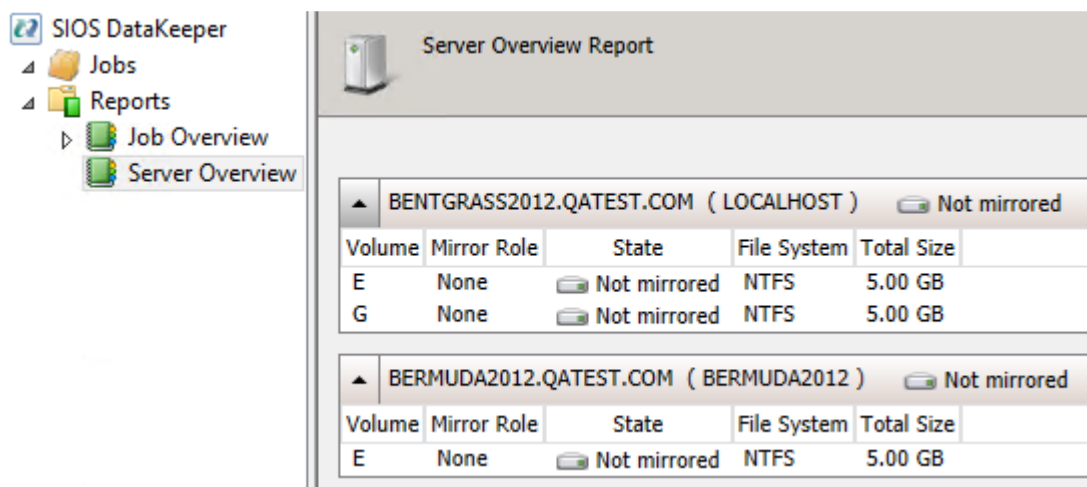 SIOS DataKeeper
Jobs
Reports
Job Overview
Server Overview
Server Overview Report
BENTGRASS2012.QATEST.COM ( LOCALHOST ) Not mirrored
Volume Mirror Role State File System Total Size
E None Not mirrored NTFS 5.00 GB
G None Not mirrored NTFS 5.00 GB
BERMUDA2012.QATEST.COM ( BERMUDA2012 ) Not mirrored
Volume Mirror Role State File System Total Size
E None Not mirrored NTFS 5.00 GB